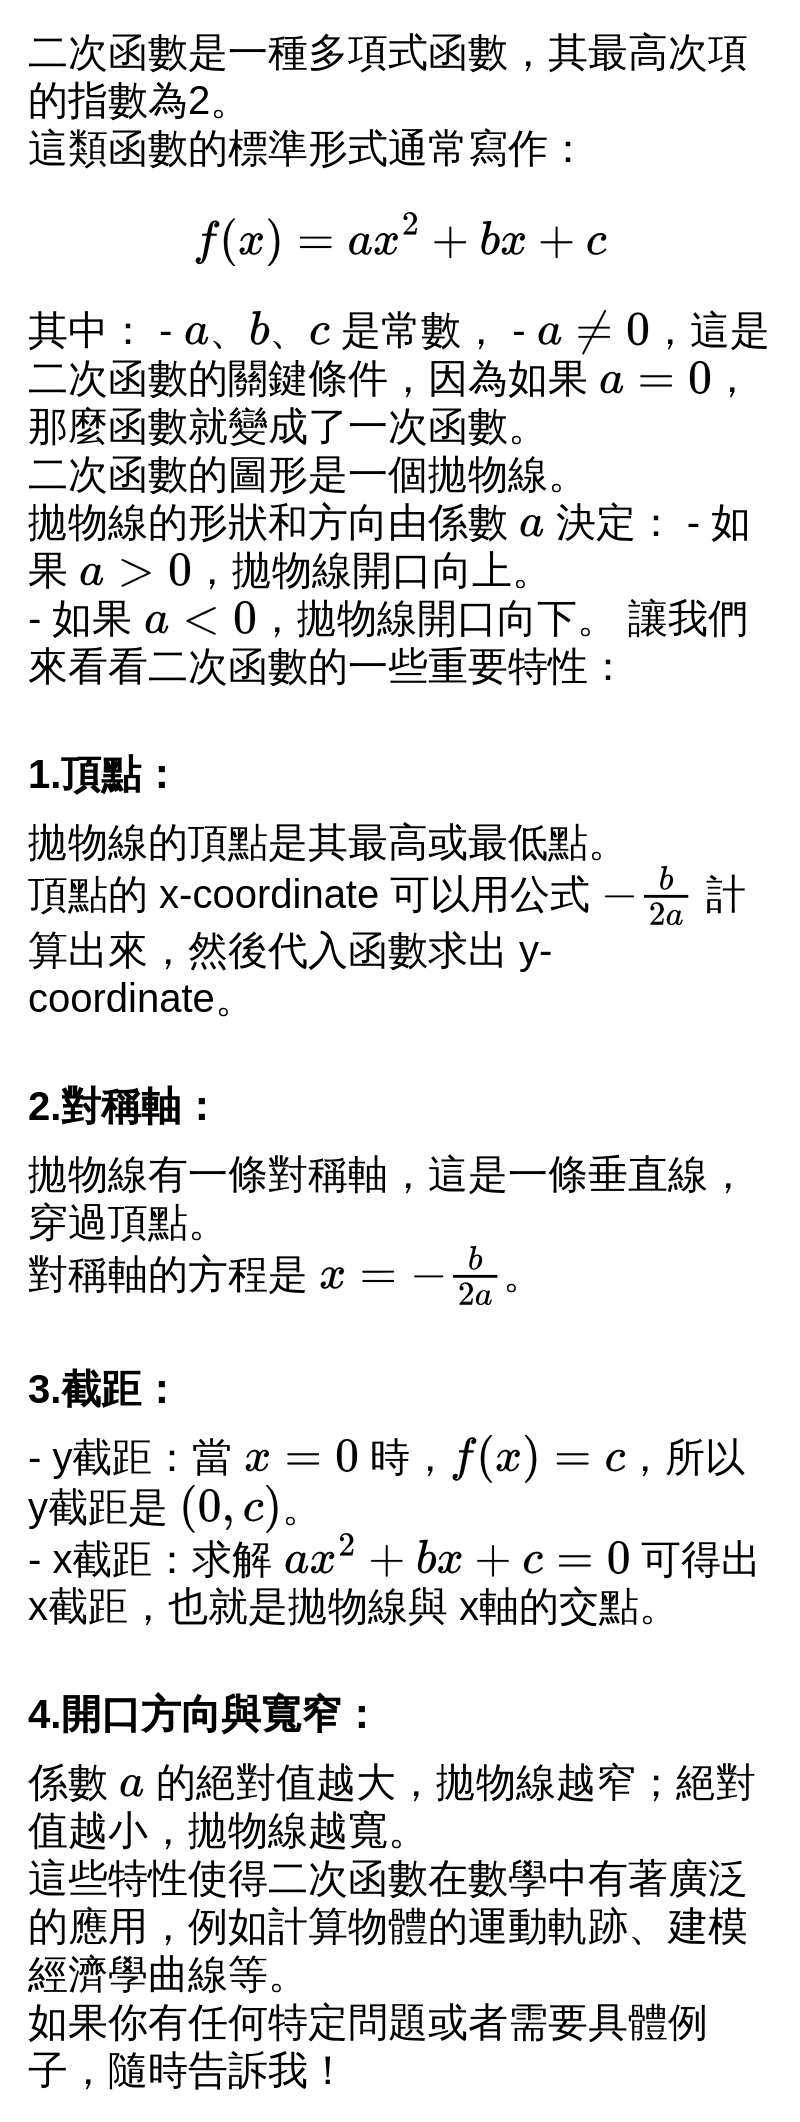 二次函數是一種多項式函數，其最高次項
的指數為2。
這類函數的標準形式通常寫作：
f(x) = ax² + bx + c
其中： - a、b、c 是常數， - a ≠ 0，這是
二次函數的關鍵條件，因為如果 a = 0，
那麼函數就變成了一次函數。
二次函數的圖形是一個拋物線。
拋物線的形狀和方向由係數 a 決定： - 如
果 a > 0，拋物線開口向上。
- 如果 a < 0，拋物線開口向下。 讓我們
來看看二次函數的一些重要特性：
1.頂點：
拋物線的頂點是其最高或最低點。
頂點的 x-coordinate 可以用公式 −b/2a 計
算出來，然後代入函數求出 y-
coordinate。
2.對稱軸：
拋物線有一條對稱軸，這是一條垂直線，
穿過頂點。
對稱軸的方程是 x = −b/2a。
3.截距：
- y截距：當 x = 0 時，f(x) = c，所以
y截距是 (0, c)。
- x截距：求解 ax² + bx + c = 0 可得出
x截距，也就是拋物線與 x軸的交點。
4.開口方向與寬窄：
係數 a 的絕對值越大，拋物線越窄；絕對
值越小，拋物線越寬。
這些特性使得二次函數在數學中有著廣泛
的應用，例如計算物體的運動軌跡、建模
經濟學曲線等。
如果你有任何特定問題或者需要具體例
子，隨時告訴我！